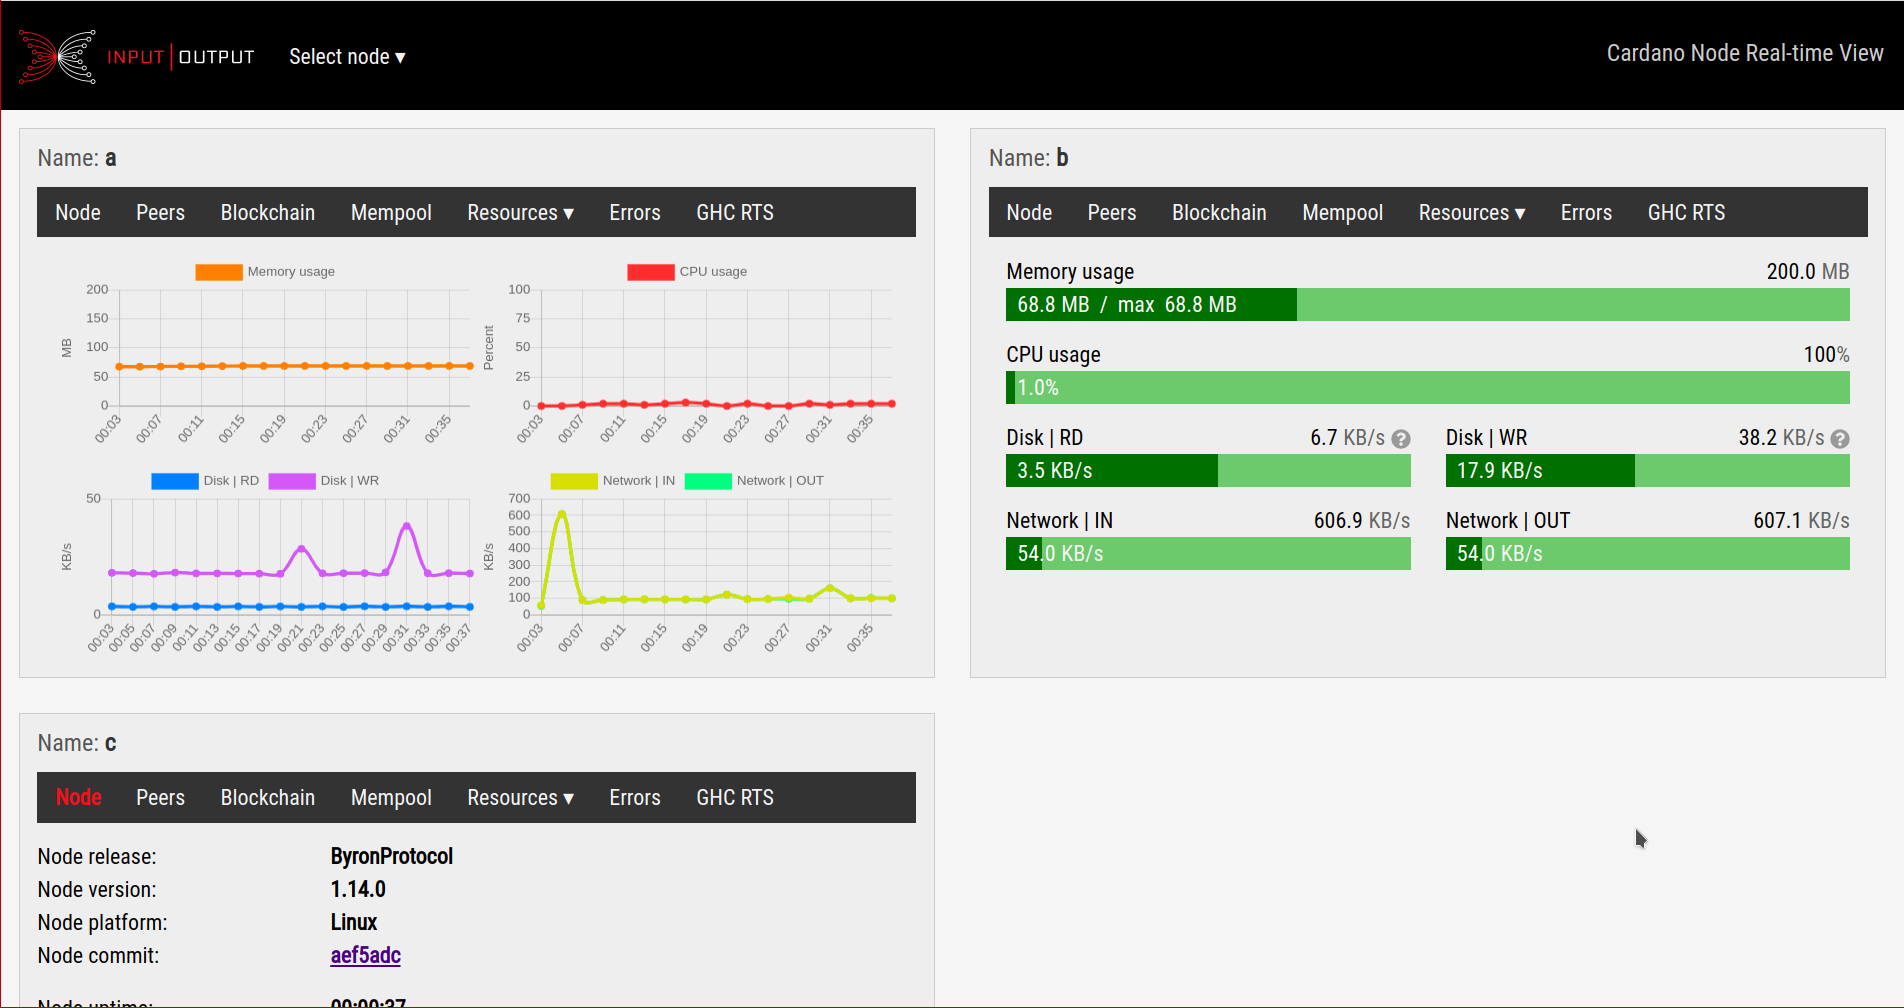 INPUT | OUTPUT
Select node ▾
Cardano Node Real-time View
Name: a
Node Peers Blockchain Mempool Resources ▾ Errors GHC RTS
Memory usage
MB
200
150
100
50
0
00:03 00:07 00:11 00:15 00:19 00:23 00:27 00:31 00:35
CPU usage
Percent
100
75
50
25
0
00:03 00:07 00:11 00:15 00:19 00:23 00:27 00:31 00:35
Disk | RD Disk | WR
KB/s
50
0
00:03 00:05 00:07 00:09 00:11 00:13 00:15 00:17 00:19 00:21 00:23 00:25 00:27 00:29 00:31 00:33 00:35 00:37
Network | IN Network | OUT
KB/s
700
600
500
400
300
200
100
0
00:03 00:07 00:11 00:15 00:19 00:23 00:27 00:31 00:35
Name: b
Node Peers Blockchain Mempool Resources ▾ Errors GHC RTS
Memory usage 200.0 MB
68.8 MB / max 68.8 MB
CPU usage 100%
1.0%
Disk | RD 6.7 KB/s ? Disk | WR 38.2 KB/s ?
3.5 KB/s 17.9 KB/s
Network | IN 606.9 KB/s Network | OUT 607.1 KB/s
54.0 KB/s 54.0 KB/s
Name: c
Node Peers Blockchain Mempool Resources ▾ Errors GHC RTS
Node release: ByronProtocol
Node version: 1.14.0
Node platform: Linux
Node commit: aef5adc
Node uptime: 00:00:37